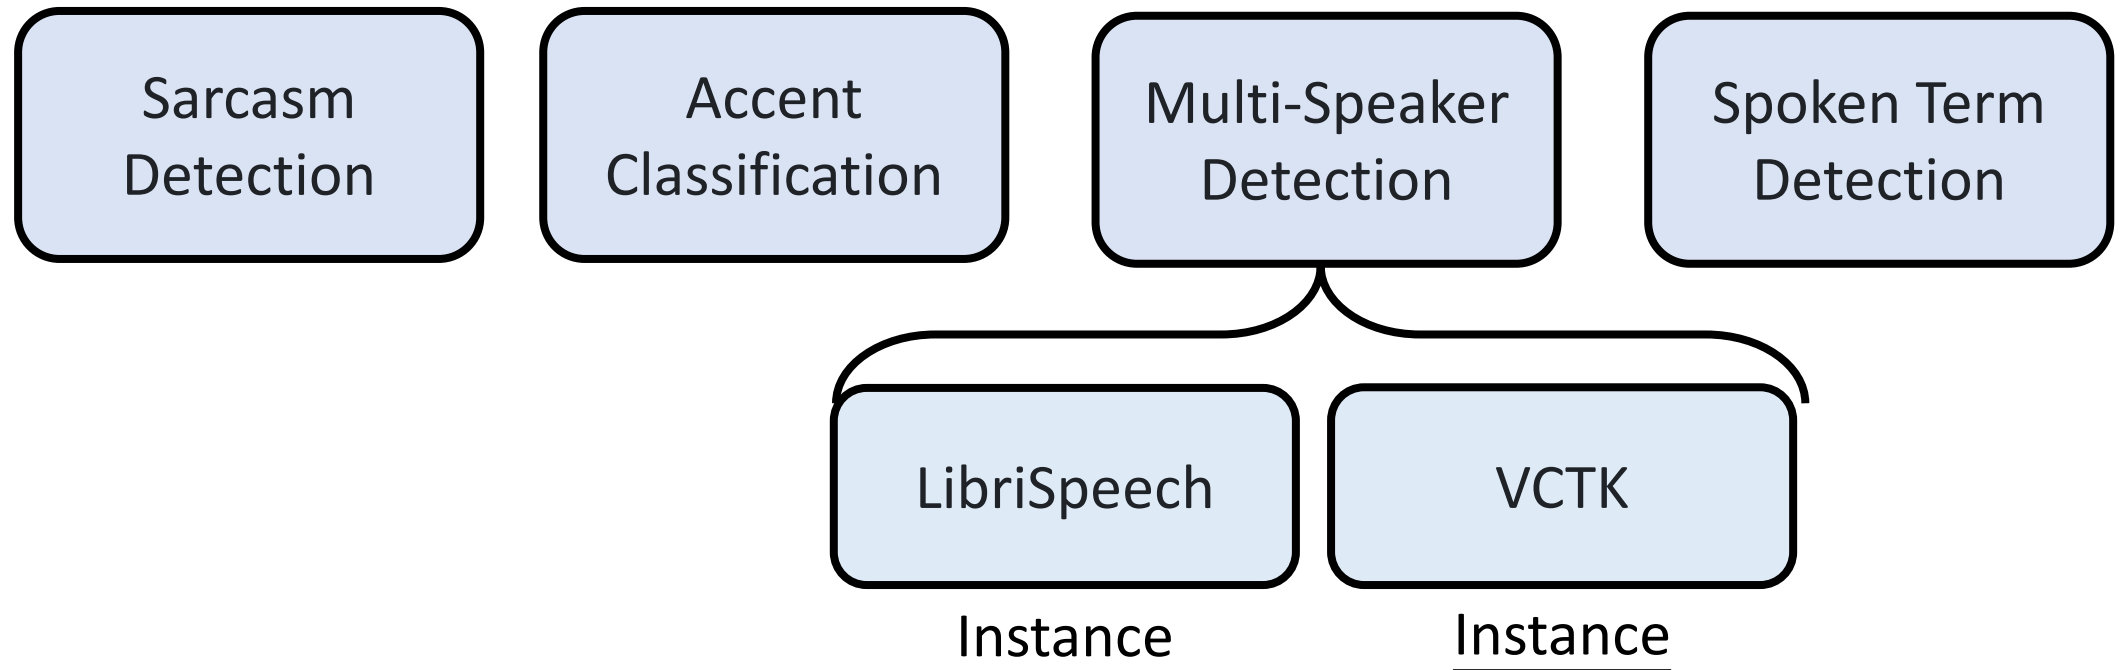 Sarcasm
Detection
Accent
Classification
Multi-Speaker
Detection
Spoken Term
Detection
LibriSpeech
VCTK
Instance
Instance